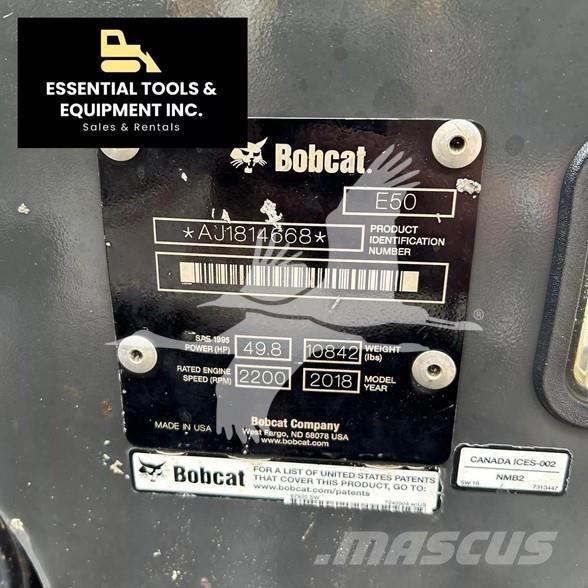 ESSENTIAL TOOLS &
EQUIPMENT INC.
Sales & Rentals
Bobcat.
E50
*AJ1814668*
PRODUCT
IDENTIFICATION
NUMBER
SAE 1995
POWER (HP)
49.8
10842
WEIGHT
(lbs)
RATED ENGINE
SPEED (RPM)
2200
2018
MODEL
YEAR
MADE IN USA
Bobcat Company
West Fargo, ND 58078 USA
www.bobcat.com
Bobcat
FOR A LIST OF UNITED STATES PATENTS
THAT COVER THIS PRODUCT, GO TO:
www.bobcat.com/patents
CANADA ICES-002
NMB2
SW 18
7313447
MASCUS